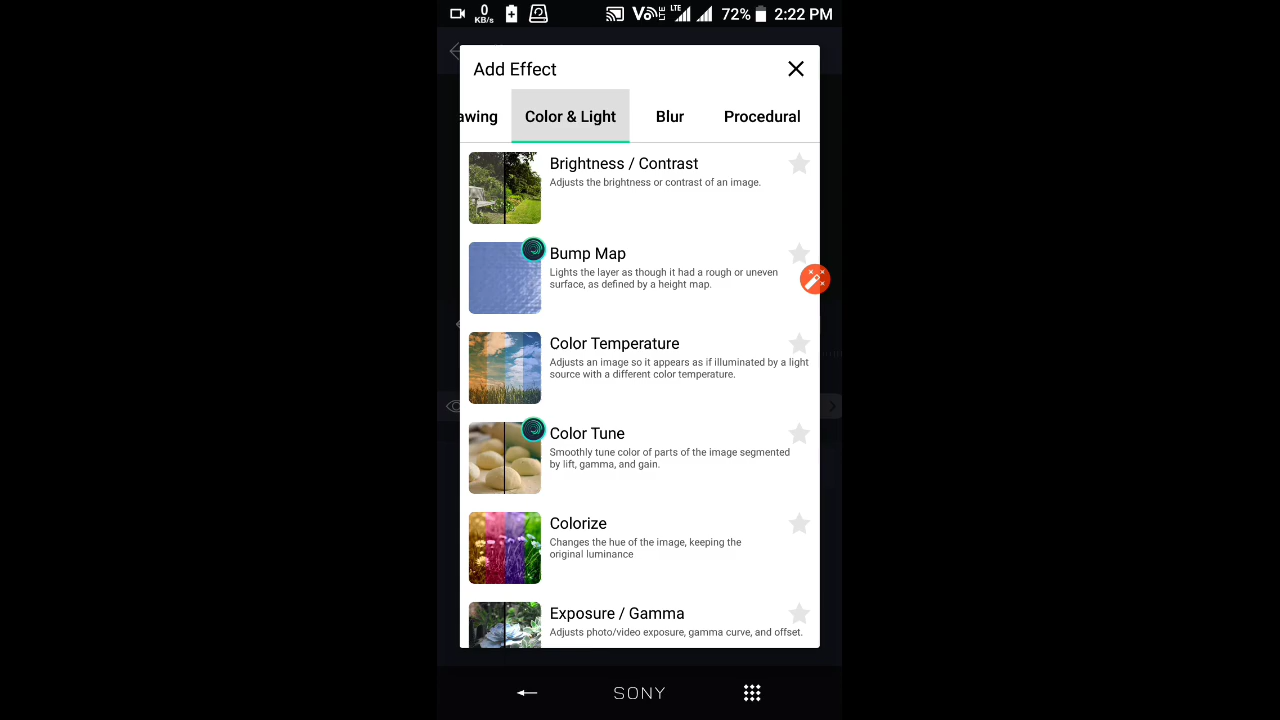 0
KB/s
Vo LTE
LTE
72%
2:22 PM
Add Effect
awing
Color & Light
Blur
Procedural
Brightness / Contrast
Adjusts the brightness or contrast of an image.
Bump Map
Lights the layer as though it had a rough or uneven
surface, as defined by a height map.
Color Temperature
Adjusts an image so it appears as if illuminated by a light
source with a different color temperature.
Color Tune
Smoothly tune color of parts of the image segmented
by lift, gamma, and gain.
Colorize
Changes the hue of the image, keeping the
original luminance
Exposure / Gamma
Adjusts photo/video exposure, gamma curve, and offset.
SONY